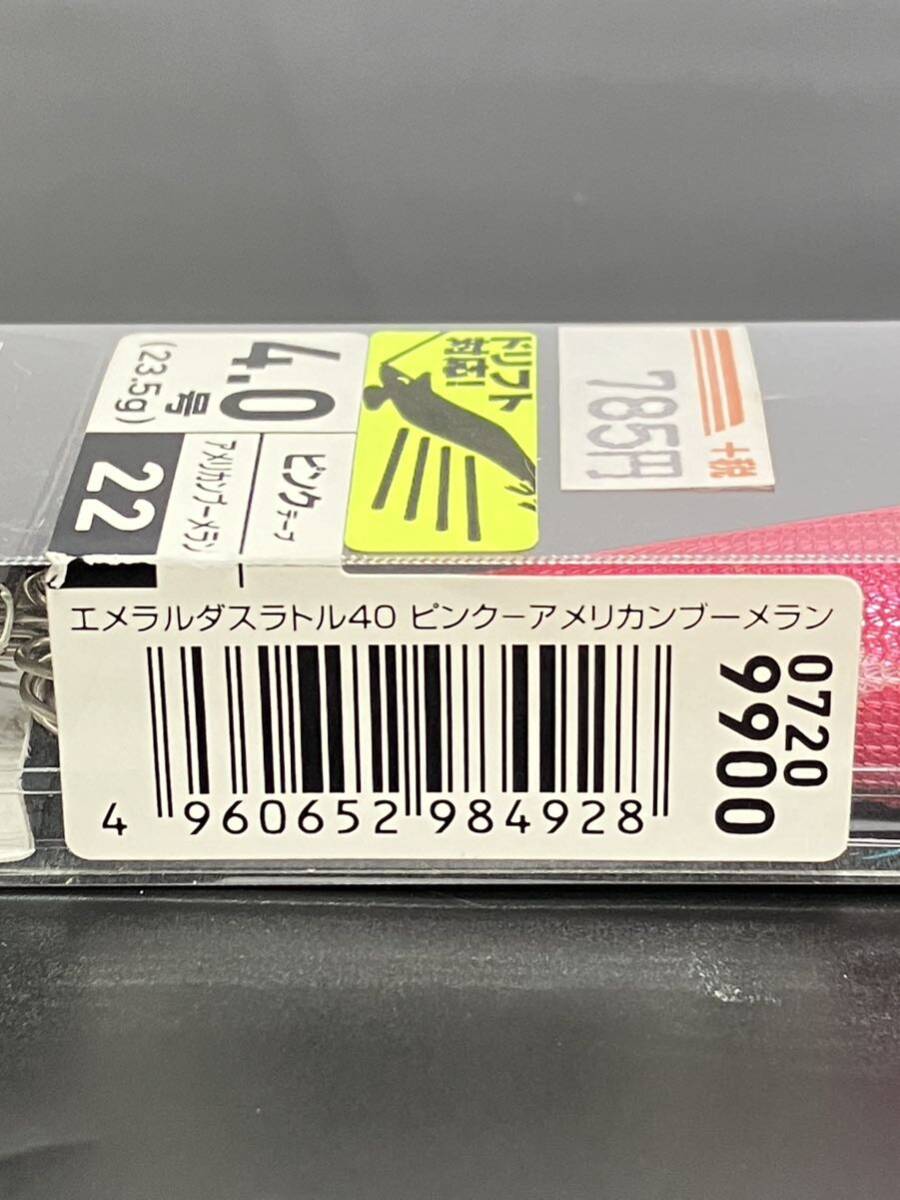 4.0
号
(23.5g)
22
ピンクテープ
アメリカンブーメラン
ドリフト
対応!
785円
+税
エメラルダスラトル40 ピンクーアメリカンブーメラン
4 960652 984928
0720
9900